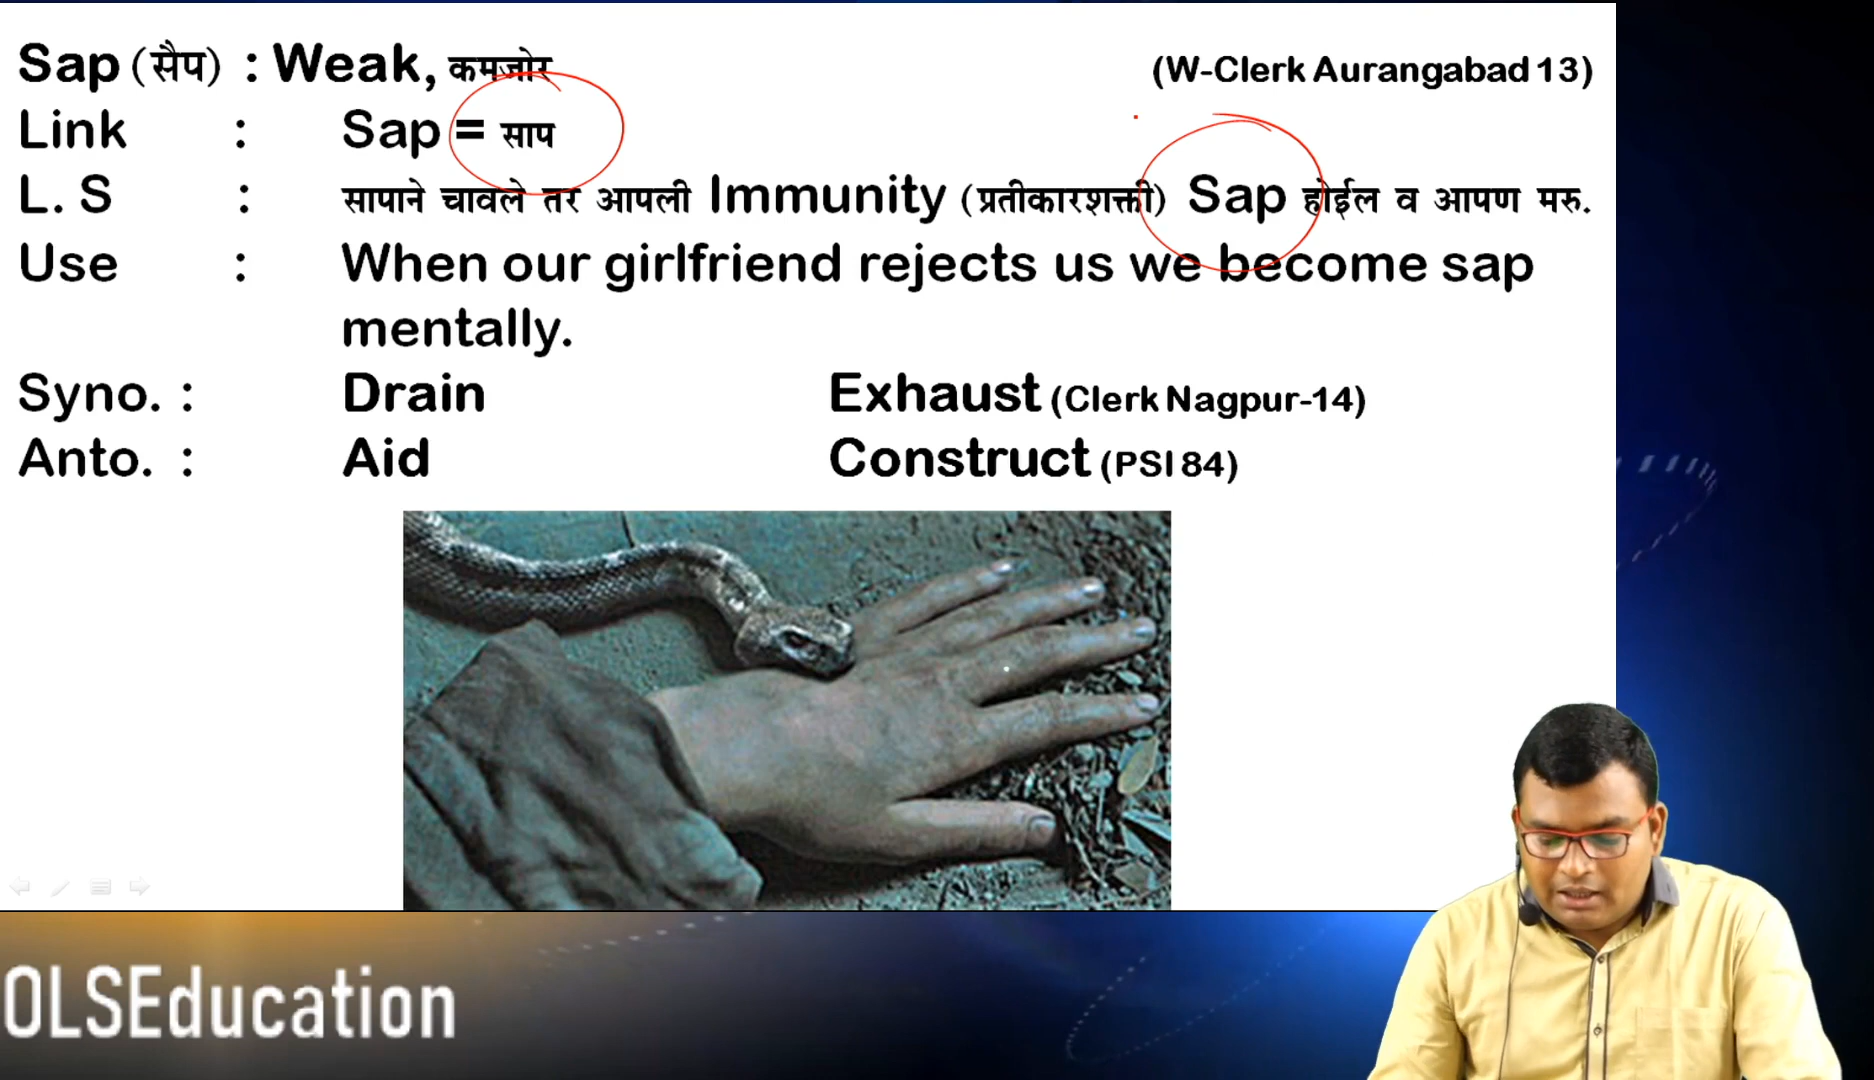 Sap (सैप) : Weak, कमजोर (W-Clerk Aurangabad 13)
Link : Sap = साप
L. S : सापाने चावले तर आपली Immunity (प्रतीकारशक्ती) Sap होईल व आपण मरु.
Use : When our girlfriend rejects us we become sap
mentally.
Syno. : Drain Exhaust (Clerk Nagpur-14)
Anto. : Aid Construct (PSI 84)
OLSEducation